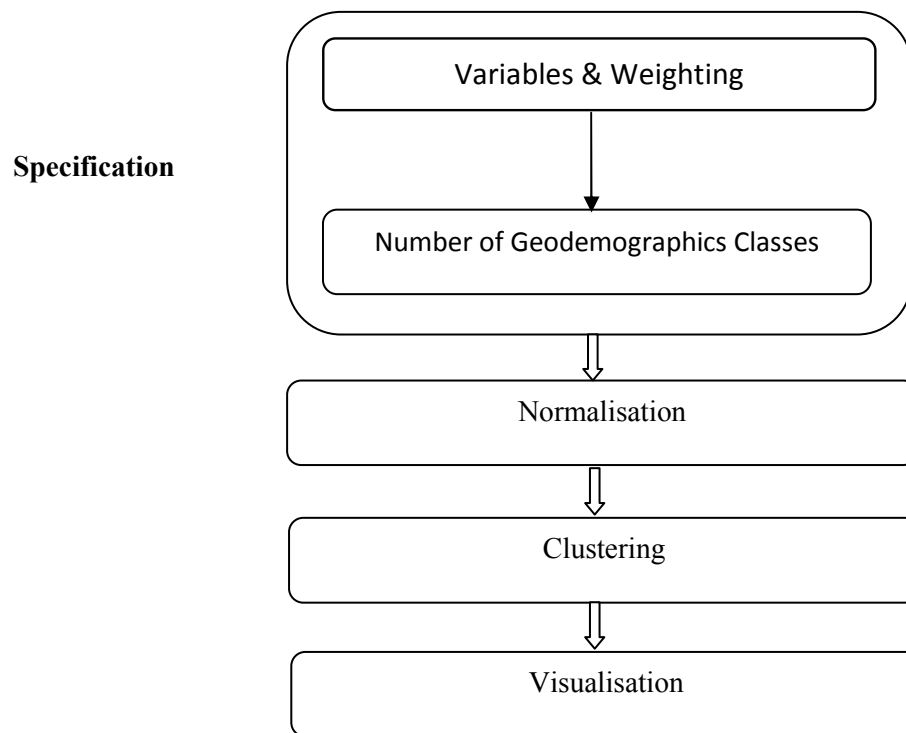 Variables & Weighting
Specification
Number of Geodemographics Classes
Normalisation
Clustering
Visualisation